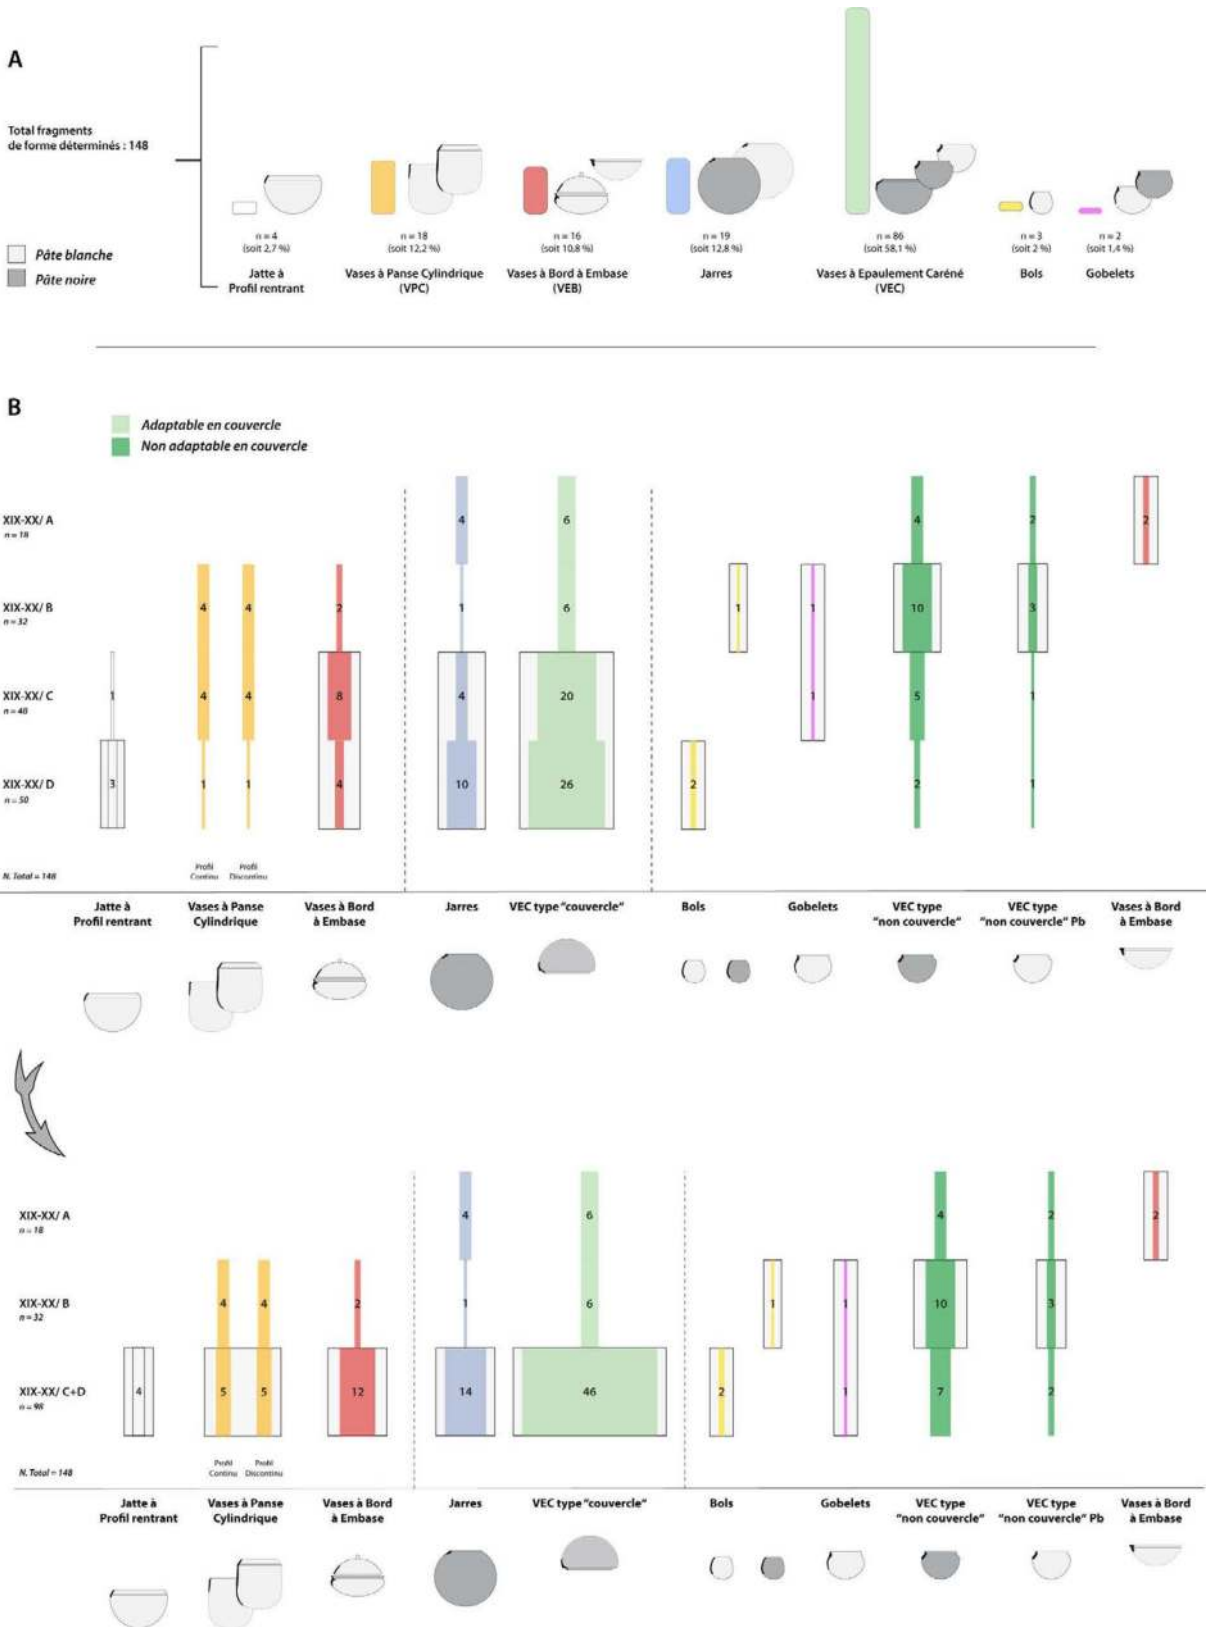 A
Total fragments
de forme déterminés : 148
Pâte blanche
Pâte noire
n = 4
(soit 2,7 %)
Jatte à
Profil rentrant
n = 18
(soit 12,2 %)
Vases à Panse Cylindrique
(VPC)
n = 16
(soit 10,8 %)
Vases à Bord à Embase
(VEB)
n = 19
(soit 12,8 %)
Jarres
n = 86
(soit 58,1 %)
Vases à Epaulement Caréné
(VEC)
n = 3
(soit 2 %)
Bols
n = 2
(soit 1,4 %)
Gobelets
B
Adaptable en couvercle
Non adaptable en couvercle
XIX-XX/ A
n = 18
4 6 4 2 2
XIX-XX/ B
n = 32
4 4 2 1 6 1 1 10 3
XIX-XX/ C
n = 48
1 4 4 8 4 20 1 5 1
XIX-XX/ D
n = 50
3 1 1 4 10 26 2 2 1
Profil Profil
Continu Discontinu
N. Total = 148
Jatte à
Profil rentrant
Vases à Panse
Cylindrique
Vases à Bord
à Embase
Jarres
VEC type "couvercle"
Bols
Gobelets
VEC type
"non couvercle"
VEC type
"non couvercle" Pb
Vases à Bord
à Embase
XIX-XX/ A
n = 18
4 6 4 2 2
XIX-XX/ B
n = 32
4 4 2 1 6 1 1 10 3
XIX-XX/ C+D
n = 98
4 5 5 12 14 46 2 1 7 2
Profil Profil
Continu Discontinu
N. Total = 148
Jatte à
Profil rentrant
Vases à Panse
Cylindrique
Vases à Bord
à Embase
Jarres
VEC type "couvercle"
Bols
Gobelets
VEC type
"non couvercle"
VEC type
"non couvercle" Pb
Vases à Bord
à Embase